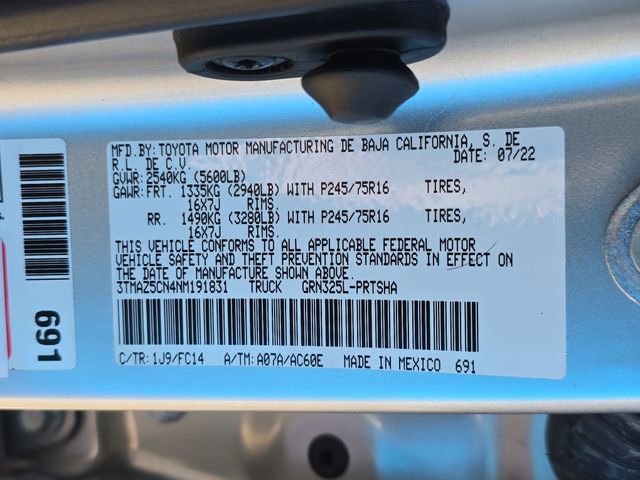 MFD.BY:TOYOTA MOTOR MANUFACTURING DE BAJA CALIFORNIA, S. DE
R.L. DE C.V. DATE: 07/22
GVWR:2540KG (5600LB)
GAWR:FRT. 1335KG (2940LB) WITH P245/75R16 TIRES,
16X7J RIMS.
RR. 1490KG (3280LB) WITH P245/75R16 TIRES,
16X7J RIMS.
THIS VEHICLE CONFORMS TO ALL APPLICABLE FEDERAL MOTOR
VEHICLE SAFETY AND THEFT PREVENTION STANDARDS IN EFFECT ON
THE DATE OF MANUFACTURE SHOWN ABOVE.
3TMAZ5CN4NM191831 TRUCK GRN325L-PRTSHA
C/TR: 1J9/FC14 A/TM: A07A/AC60E MADE IN MEXICO 691
691